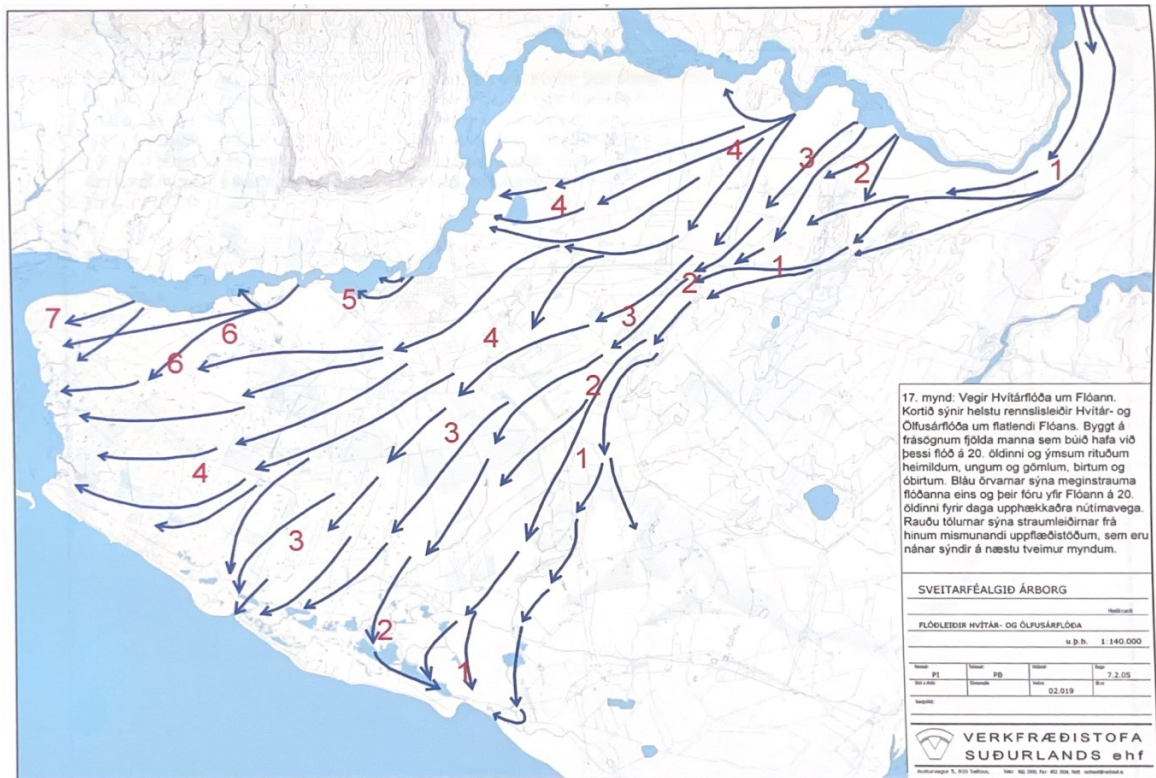 4
3
2
1
4
1
2
5
3
7
6
4
6
2
3
1
4
3
2
1
17. mynd: Vegir Hvítárflóða um Flóann.
Kortið sýnir helstu rennslisleiðir Hvítár- og
Ölfusárflóða um flatlendi Flóans. Byggt á
frásögnum fjölda manna sem búið hafa við
þessi flóð á 20. öldinni og ýmsum rituðum
heimildum, ungum og gömlum, birtum og
óbirtum. Bláu örvarnar sýna meginstrauma
flóðanna eins og þeir fóru yfir Flóann á 20.
öldinni fyrir daga upphækkaðra nútímavega.
Rauðu tölurnar sýna straumleiðirnar frá
hinum mismunandi uppflæðistöðum, sem eru
nánar sýndir á næstu tveimur myndum.
SVEITARFÉALGIÐ ÁRBORG
FLÓÐLEIÐIR HVÍTÁR- OG ÖLFUSÁRFLÓÐA
u.þ.b. 1:140.000
PI PÐ 7.2.05
02.019
VERKFRÆÐISTOFA
SUÐURLANDS ehf